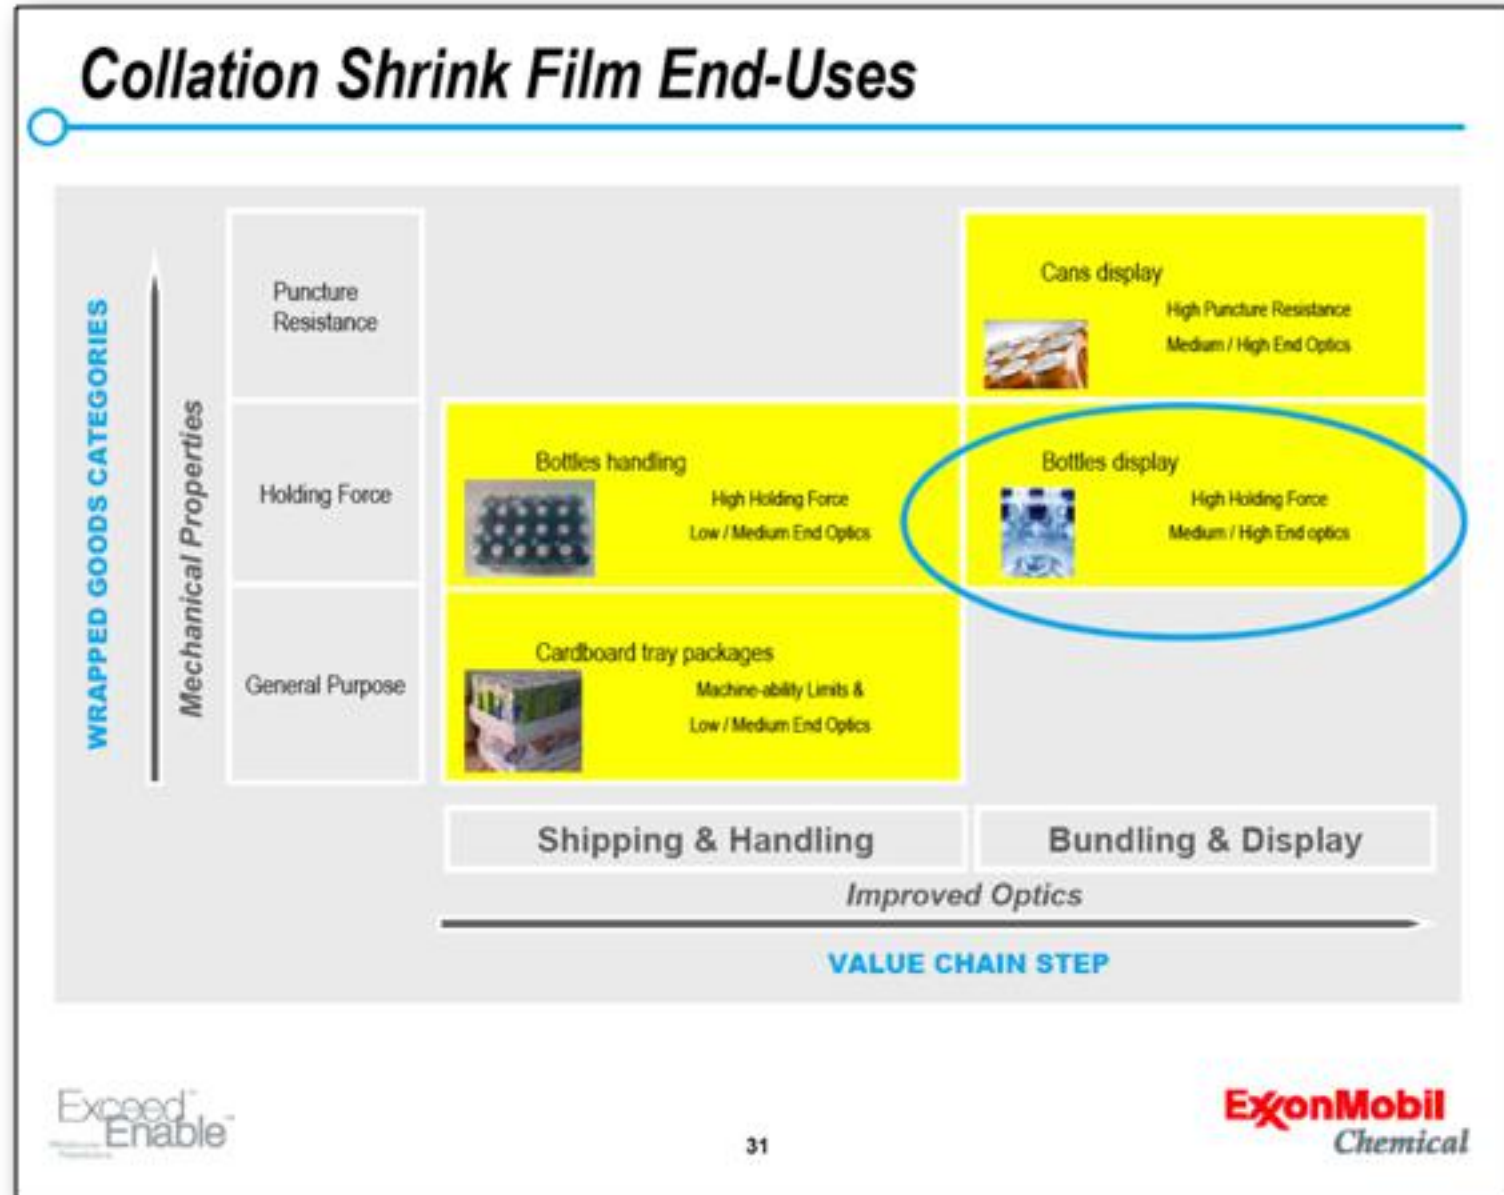 Collation Shrink Film End-Uses
WRAPPED GOODS CATEGORIES
Mechanical Properties
Puncture
Resistance
Cans display
High Puncture Resistance
Medium / High End Optics
Holding Force
Bottles handling
High Holding Force
Low / Medium End Optics
Bottles display
High Holding Force
Medium / High End optics
General Purpose
Cardboard tray packages
Machine-ability Limits &
Low / Medium End Optics
Shipping & Handling
Bundling & Display
Improved Optics
VALUE CHAIN STEP
Exceed™
Enable™
31
ExxonMobil
Chemical